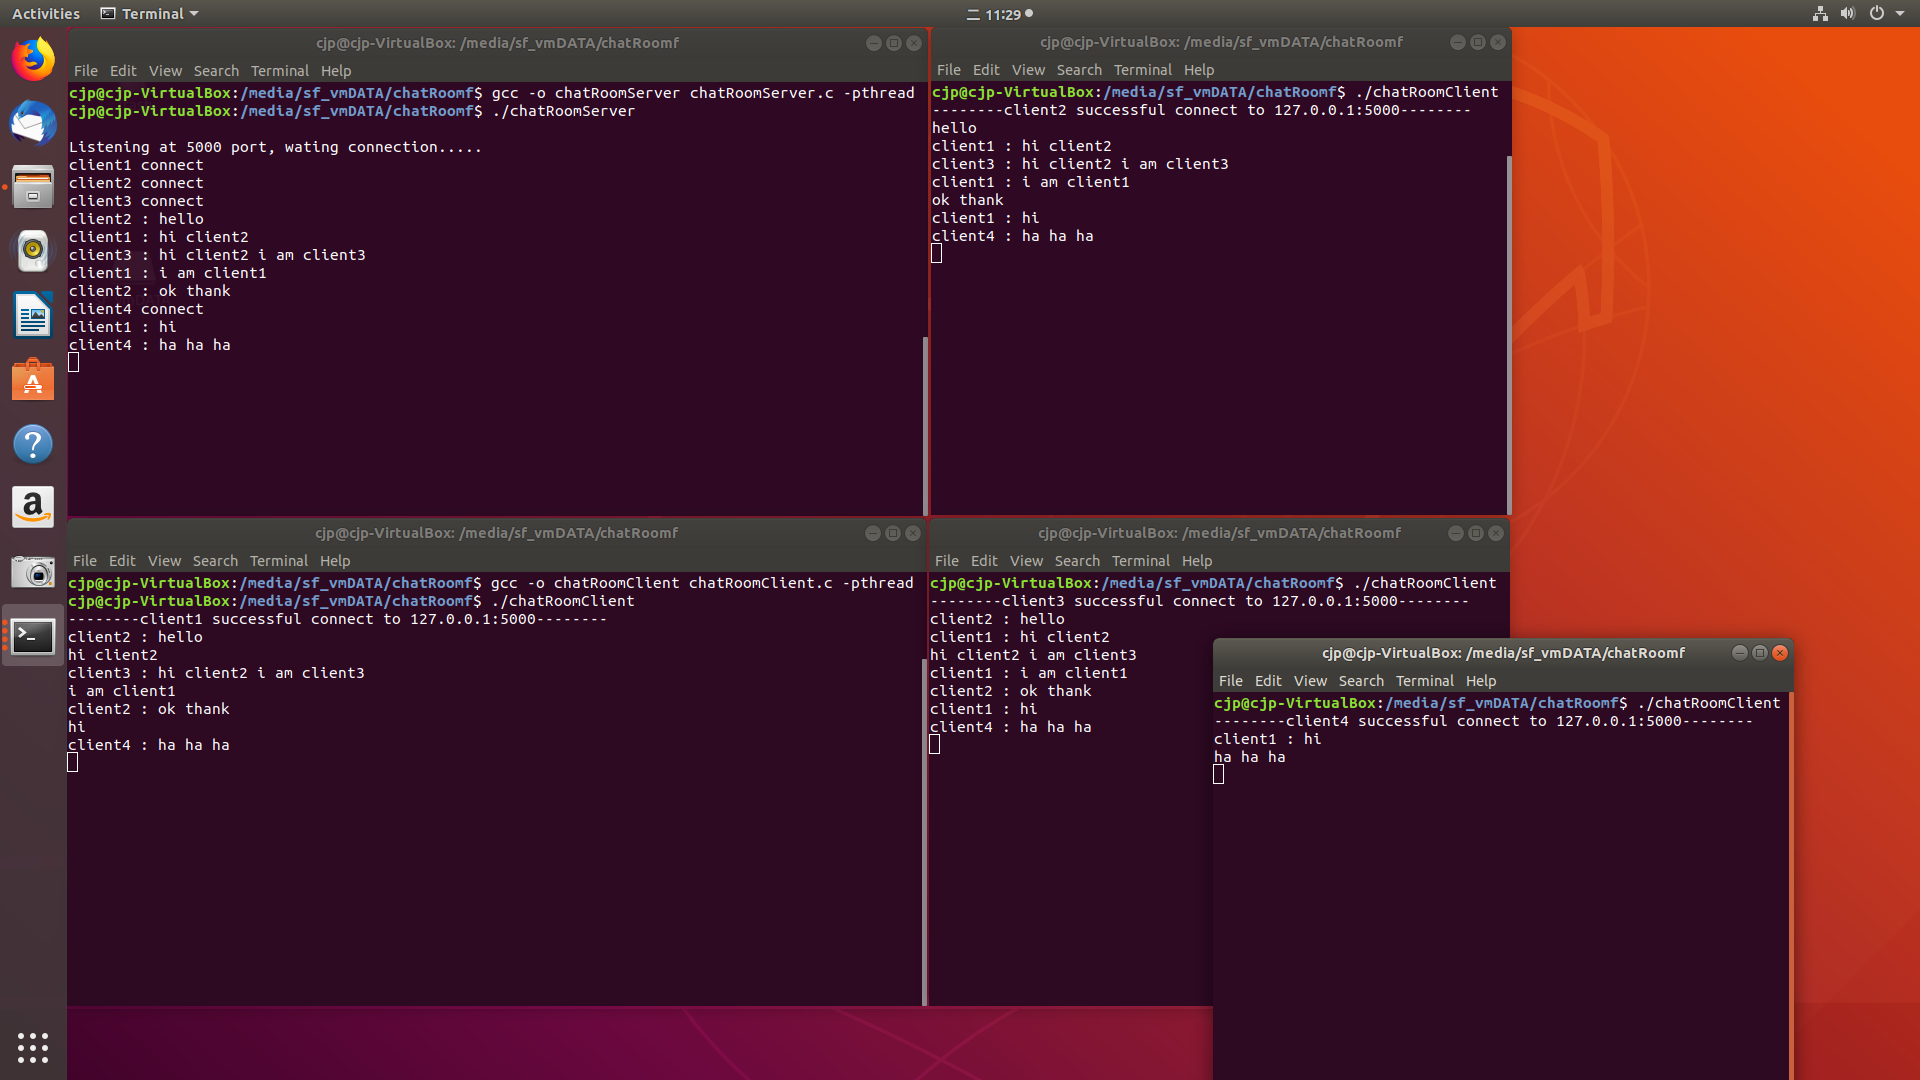 Activities
Terminal
二 11:29
cjp@cjp-VirtualBox: /media/sf_vmDATA/chatRoomf
File Edit View Search Terminal Help
cjp@cjp-VirtualBox:/media/sf_vmDATA/chatRoomf$ gcc -o chatRoomServer chatRoomServer.c -pthread
cjp@cjp-VirtualBox:/media/sf_vmDATA/chatRoomf$ ./chatRoomServer
Listening at 5000 port, wating connection.....
client1 connect
client2 connect
client3 connect
client2 : hello
client1 : hi client2
client3 : hi client2 i am client3
client1 : i am client1
client2 : ok thank
client4 connect
client1 : hi
client4 : ha ha ha
cjp@cjp-VirtualBox: /media/sf_vmDATA/chatRoomf
File Edit View Search Terminal Help
cjp@cjp-VirtualBox:/media/sf_vmDATA/chatRoomf$ ./chatRoomClient
--------client2 successful connect to 127.0.0.1:5000--------
hello
client1 : hi client2
client3 : hi client2 i am client3
client1 : i am client1
ok thank
client1 : hi
client4 : ha ha ha
cjp@cjp-VirtualBox: /media/sf_vmDATA/chatRoomf
File Edit View Search Terminal Help
cjp@cjp-VirtualBox:/media/sf_vmDATA/chatRoomf$ gcc -o chatRoomClient chatRoomClient.c -pthread
cjp@cjp-VirtualBox:/media/sf_vmDATA/chatRoomf$ ./chatRoomClient
--------client1 successful connect to 127.0.0.1:5000--------
client2 : hello
hi client2
client3 : hi client2 i am client3
i am client1
client2 : ok thank
hi
client4 : ha ha ha
cjp@cjp-VirtualBox: /media/sf_vmDATA/chatRoomf
File Edit View Search Terminal Help
cjp@cjp-VirtualBox:/media/sf_vmDATA/chatRoomf$ ./chatRoomClient
--------client3 successful connect to 127.0.0.1:5000--------
client2 : hello
client1 : hi client2
hi client2 i am client3
client1 : i am client1
client2 : ok thank
client1 : hi
client4 : ha ha ha
cjp@cjp-VirtualBox: /media/sf_vmDATA/chatRoomf
File Edit View Search Terminal Help
cjp@cjp-VirtualBox:/media/sf_vmDATA/chatRoomf$ ./chatRoomClient
--------client4 successful connect to 127.0.0.1:5000--------
client1 : hi
ha ha ha